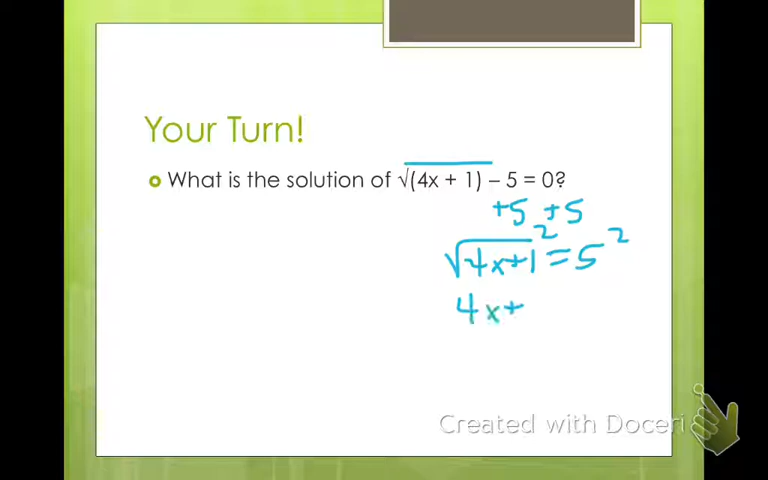 Your Turn!
What is the solution of √(4x + 1) – 5 = 0?
+5 +5
√4x+1² = 5²
4x+
Created with Doceri